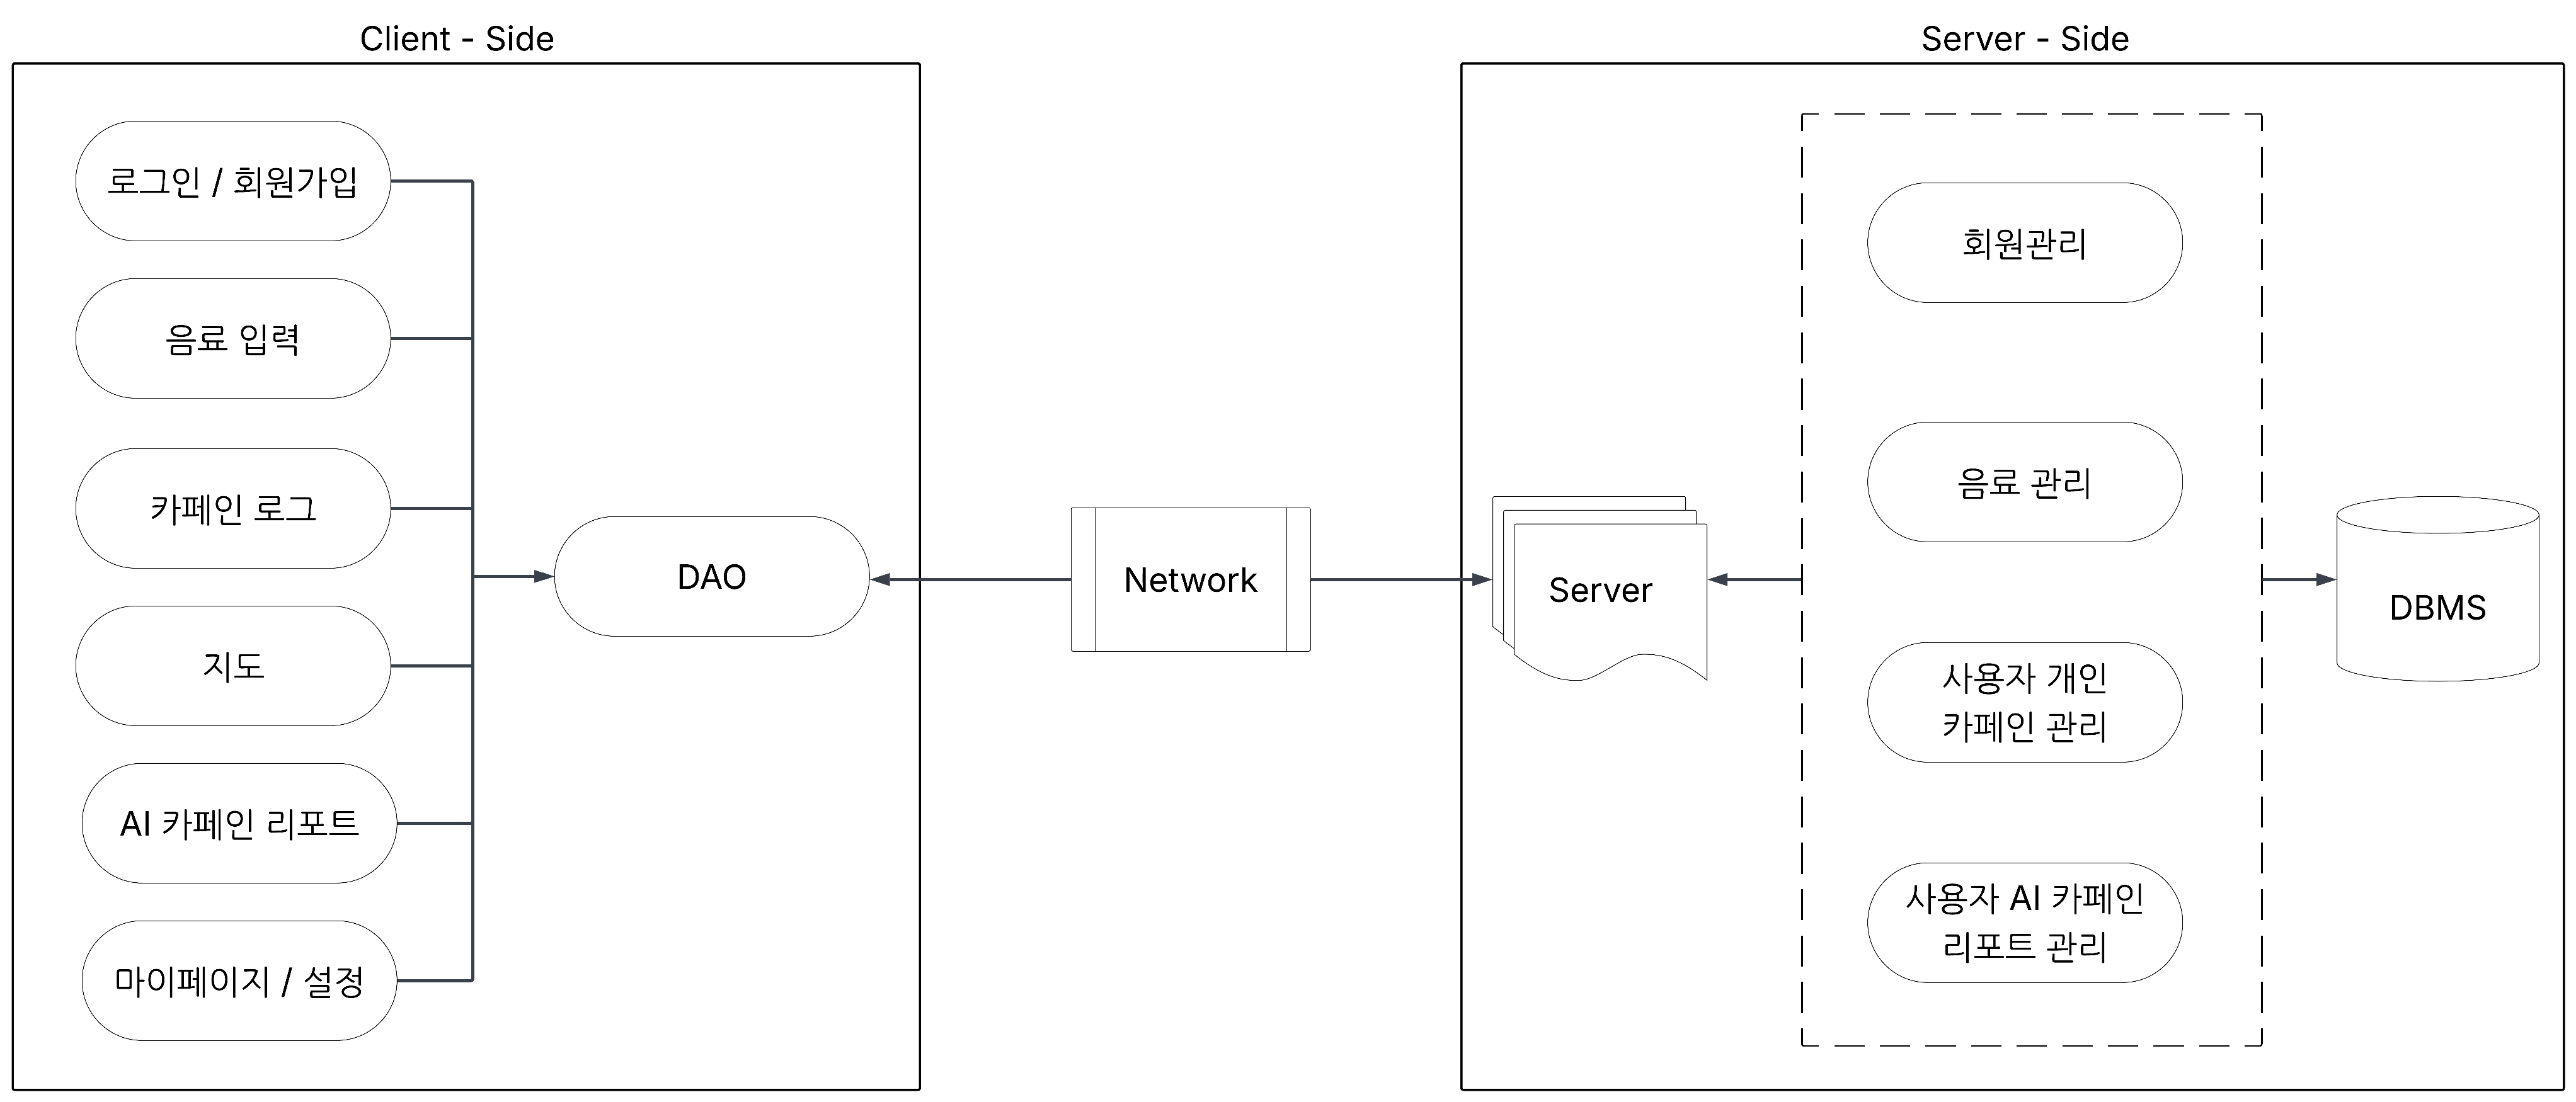 Client - Side
로그인 / 회원가입
음료 입력
카페인 로그
지도
AI 카페인 리포트
마이페이지 / 설정
DAO
Network
Server - Side
Server
회원관리
음료 관리
사용자 개인
카페인 관리
사용자 AI 카페인
리포트 관리
DBMS